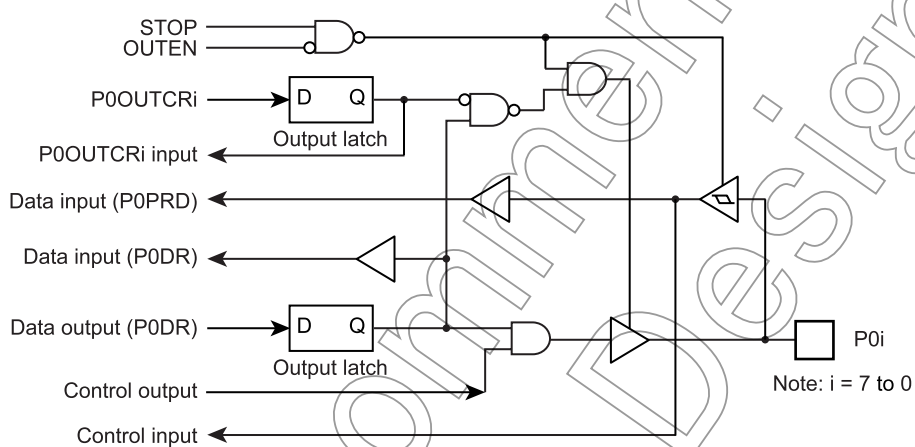 STOP
OUTEN
P0OUTCRi
D Q
Output latch
P0OUTCRi input
Data input (P0PRD)
Data input (P0DR)
Data output (P0DR)
D Q
Output latch
P0i
Note: i = 7 to 0
Control output
Control input